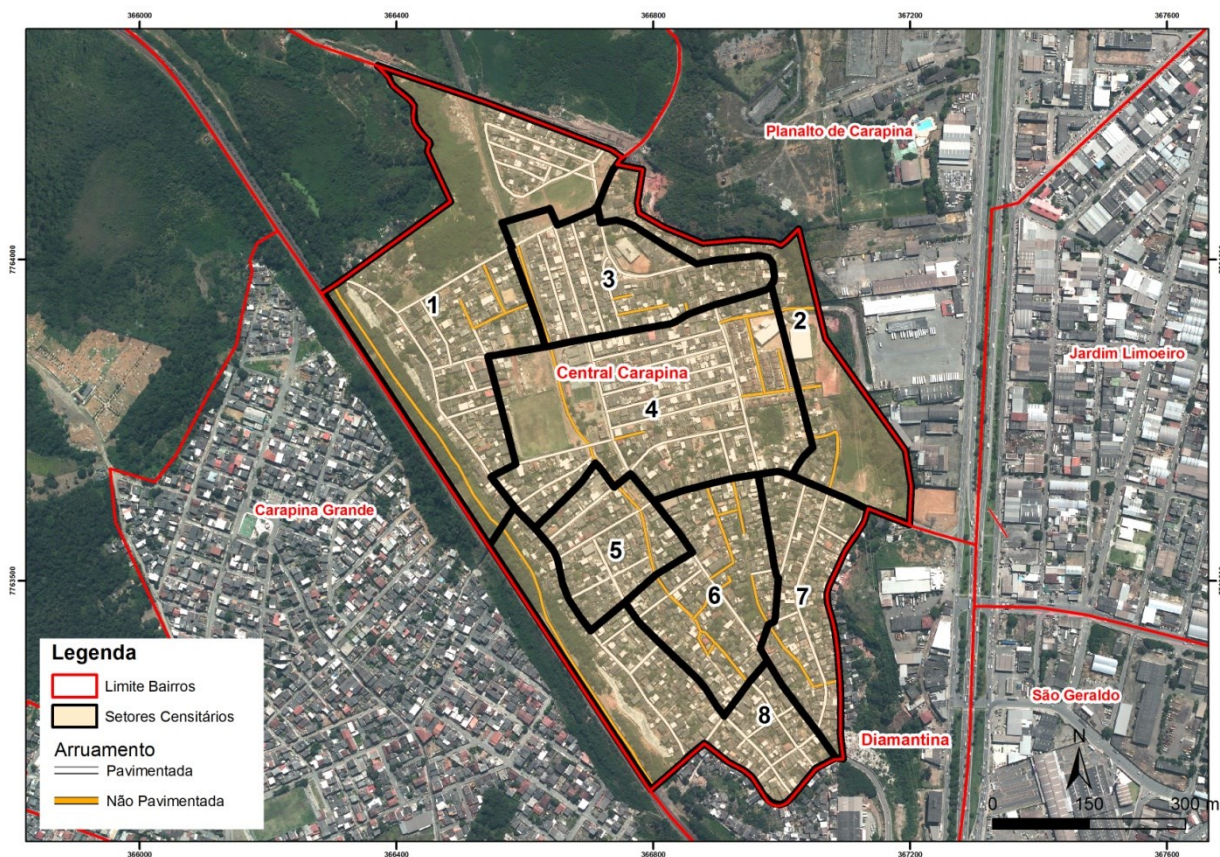 366000 366400 366800 367200 367600
Planalto de Carapina
7764000
3
1
2
Jardim Limoeiro
Central Carapina
4
Carapina Grande
5
7763500
6
7
Legenda
Limite Bairros
Setores Censitários
Arruamento
Pavimentada
Não Pavimentada
8
São Geraldo
Diamantina
N
0 150 300 m
366000 366400 366800 367200 367600